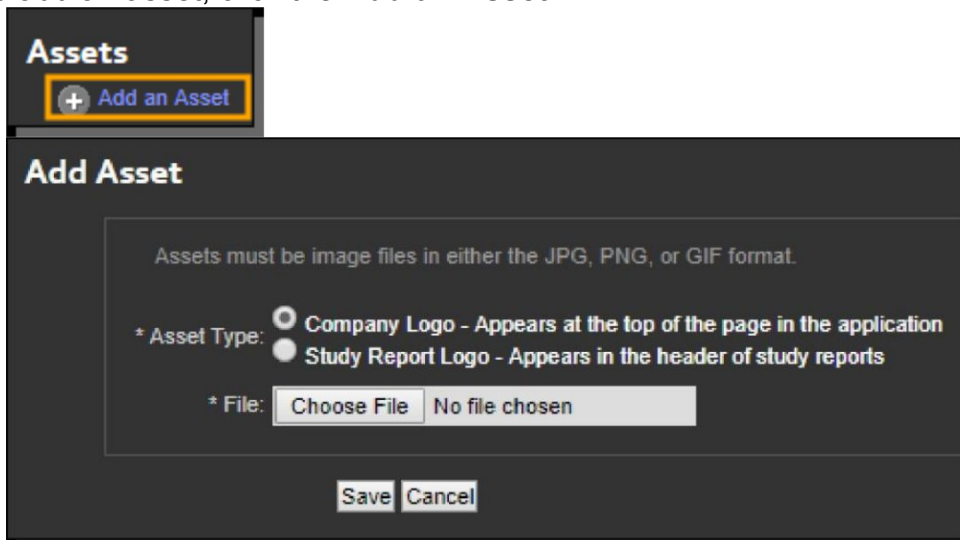 Assets
Add an Asset
Add Asset
Assets must be image files in either the JPG, PNG, or GIF format.
* Asset Type:
Company Logo - Appears at the top of the page in the application
Study Report Logo - Appears in the header of study reports
* File: Choose File No file chosen
Save Cancel